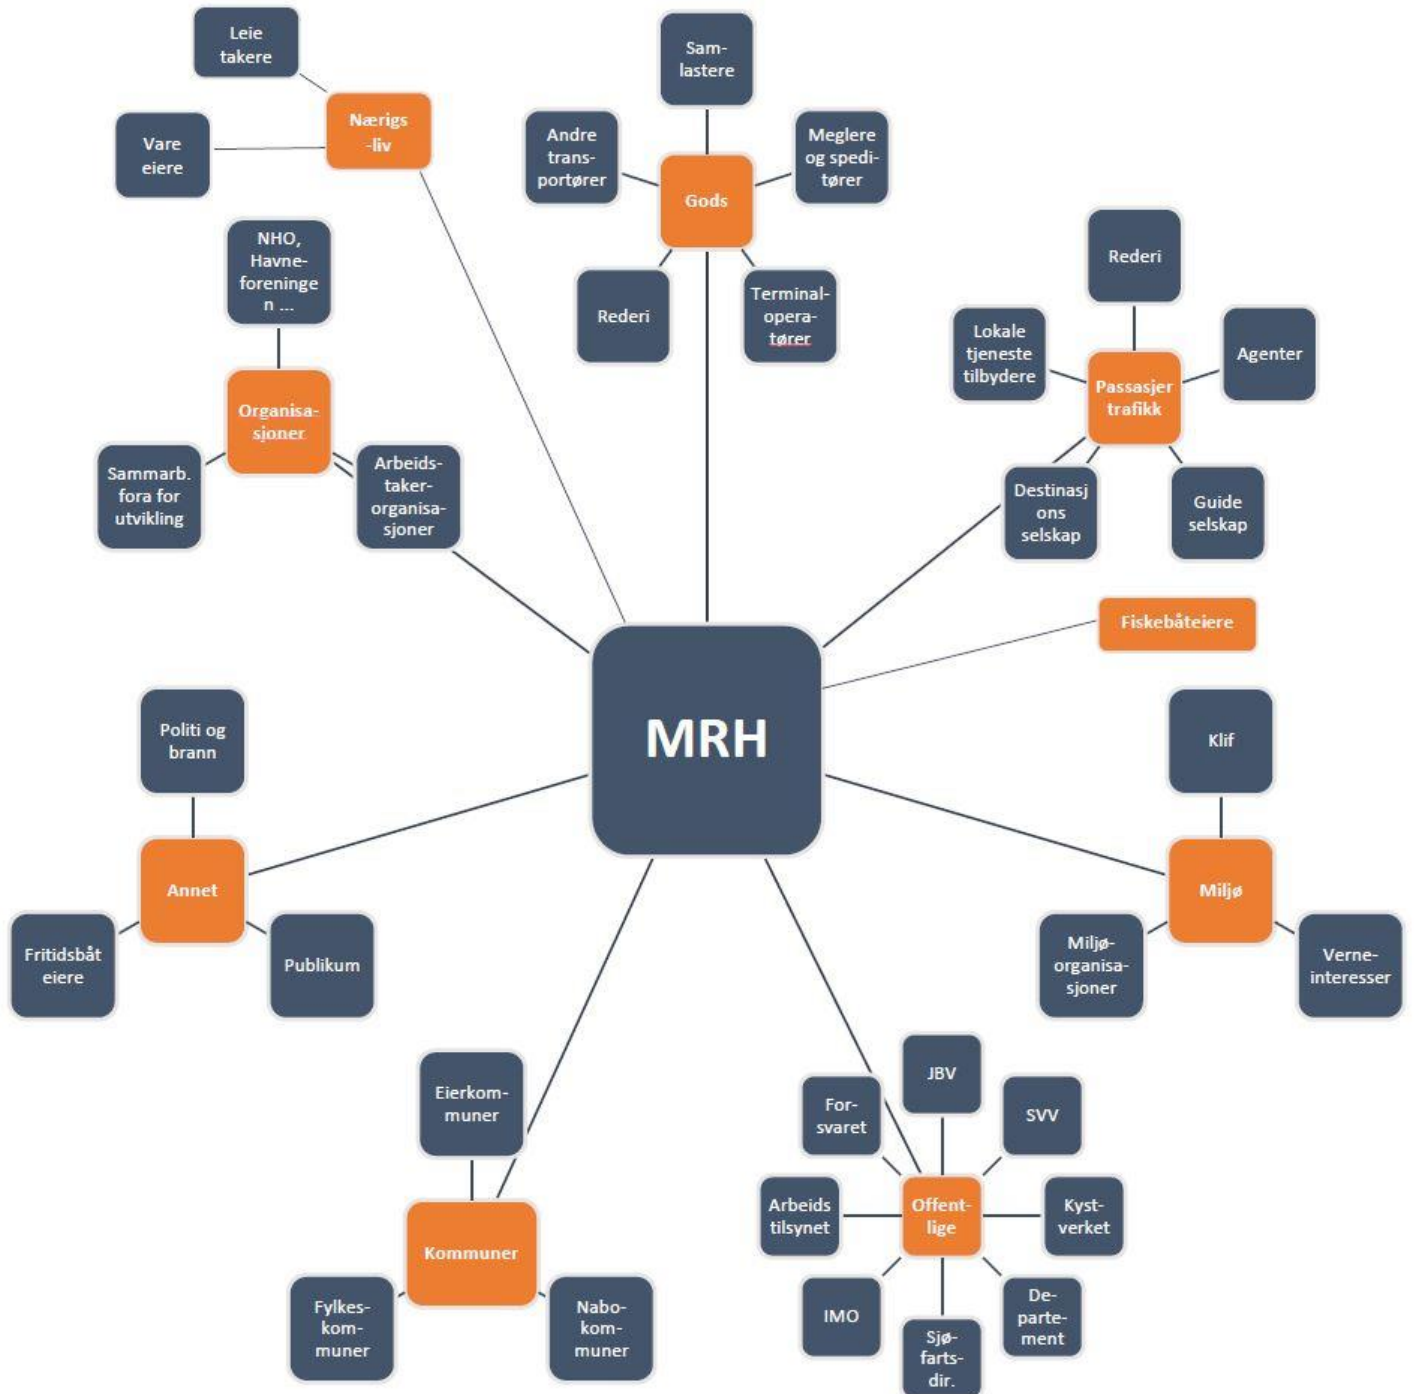 Leie
takere
Nærigs
-liv
Vare
eiere
Sam-
lastere
Andre
trans-
portører
Meglere
og spedi-
tører
Gods
Rederi
Terminal-
opera-
tører
NHO,
Havne-
foreninge
n ...
Organisa-
sjoner
Sammarb.
fora for
utvikling
Arbeids-
taker-
organisa-
sjoner
Rederi
Lokale
tjeneste
tilbydere
Agenter
Passasjer
trafikk
Destinasj
ons
selskap
Guide
selskap
Fiskebåteiere
MRH
Politi og
brann
Annet
Fritidsbåt
eiere
Publikum
Klif
Miljø
Miljø-
organisa-
sjoner
Verne-
interesser
Eierkom-
muner
Kommuner
Fylkes-
kom-
muner
Nabo-
kom-
muner
JBV
For-
svaret
SVV
Arbeids
tilsynet
Offent-
lige
Kyst-
verket
IMO
De-
parte-
ment
Sjø-
farts-
dir.